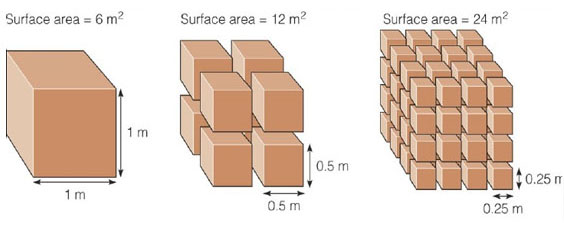 Surface area = 6 m²
Surface area = 12 m²
Surface area = 24 m²
1 m
1 m
0.5 m
0.5 m
0.25 m
0.25 m